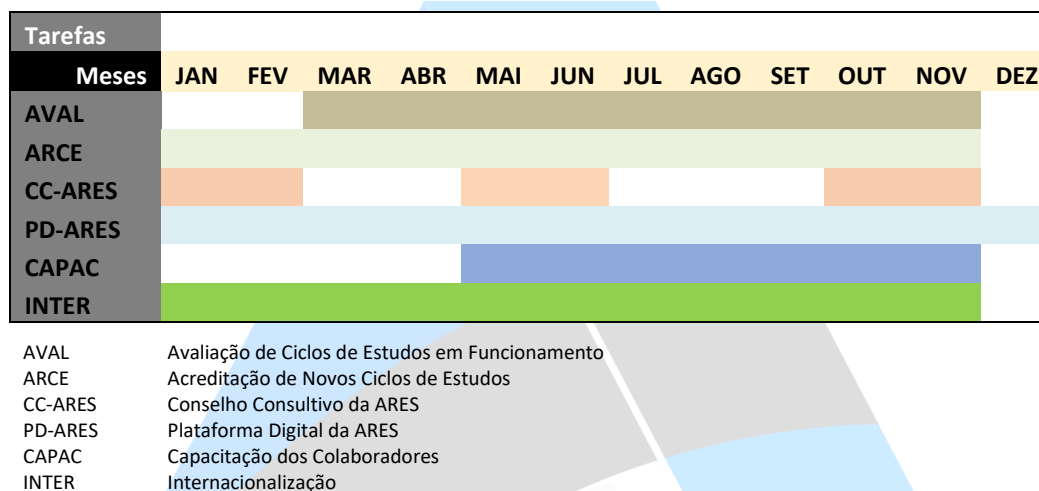 Tarefas
Meses JAN FEV MAR ABR MAI JUN JUL AGO SET OUT NOV DEZ
AVAL
ARCE
CC-ARES
PD-ARES
CAPAC
INTER
AVAL Avaliação de Ciclos de Estudos em Funcionamento
ARCE Acreditação de Novos Ciclos de Estudos
CC-ARES Conselho Consultivo da ARES
PD-ARES Plataforma Digital da ARES
CAPAC Capacitação dos Colaboradores
INTER Internacionalização